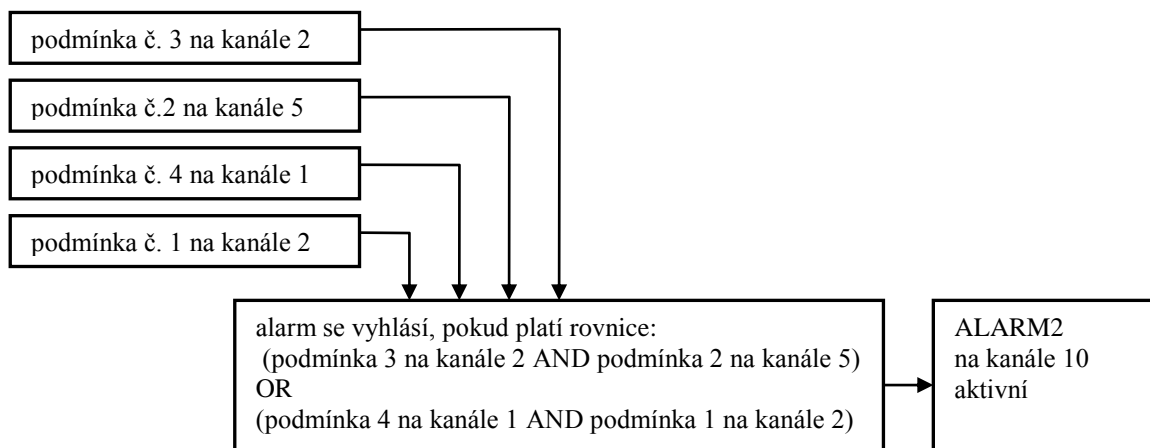 podmínka č. 3 na kanále 2
podmínka č.2 na kanále 5
podmínka č. 4 na kanále 1
podmínka č. 1 na kanále 2
alarm se vyhlásí, pokud platí rovnice:
(podmínka 3 na kanále 2 AND podmínka 2 na kanále 5)
OR
(podmínka 4 na kanále 1 AND podmínka 1 na kanále 2)
ALARM2
na kanále 10
aktivní